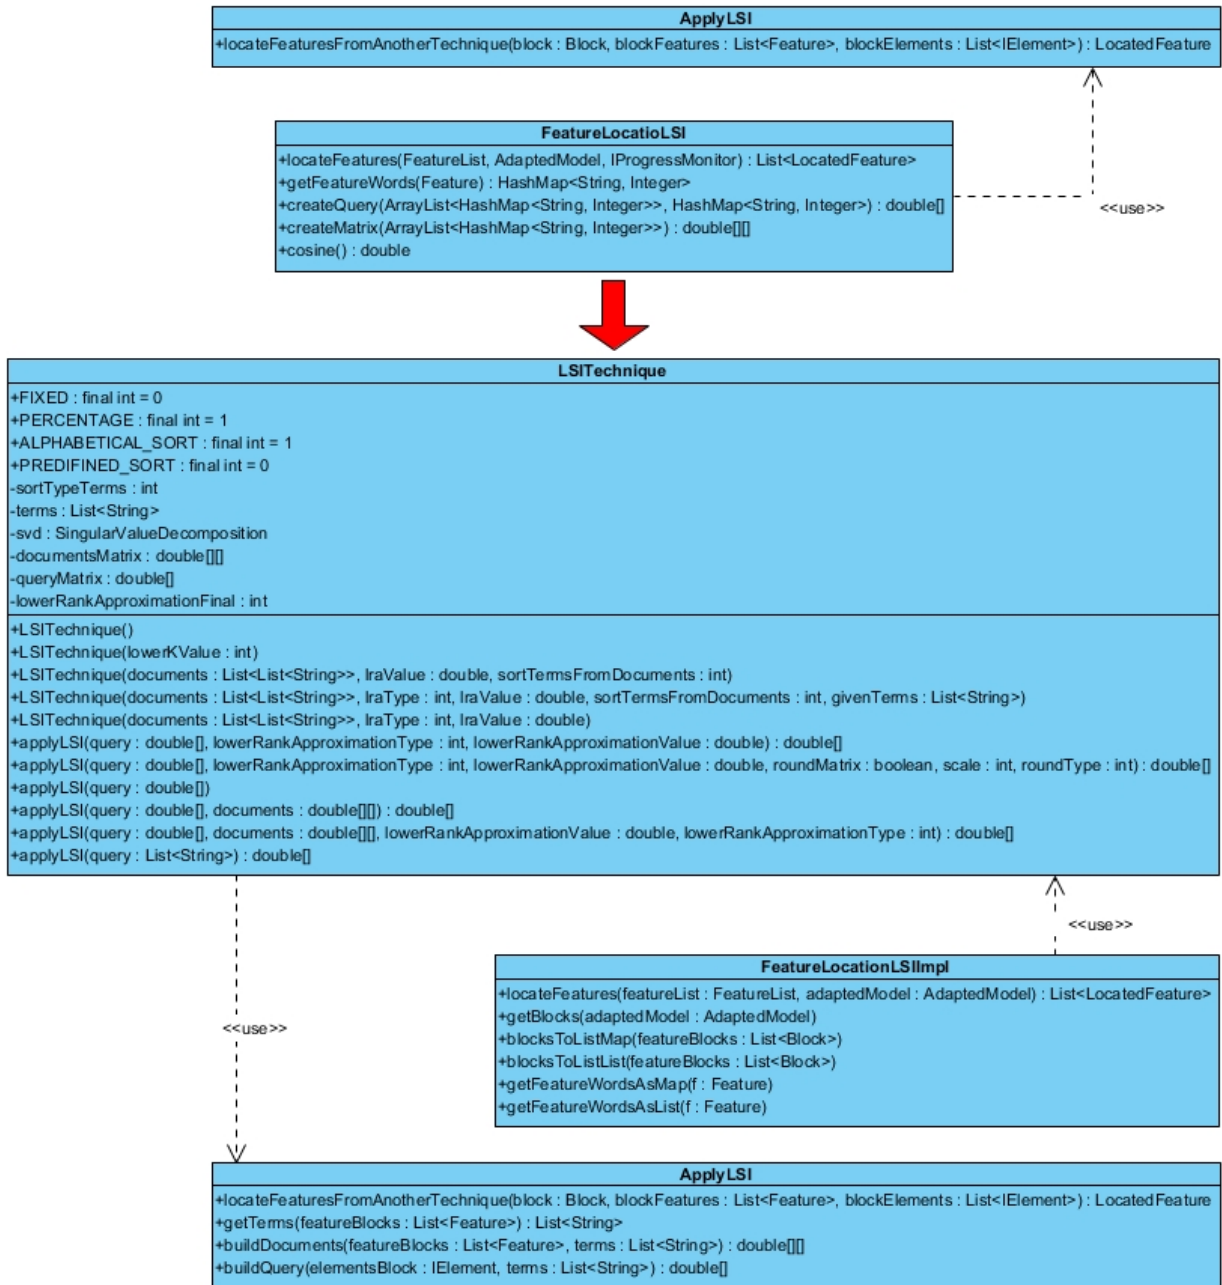 ApplyLSI
+locateFeaturesFromAnotherTechnique(block : Block, blockFeatures : List<Feature>, blockElements : List<IElement>) : LocatedFeature
FeatureLocatioLSI
+locateFeatures(FeatureList, AdaptedModel, IProgressMonitor) : List<LocatedFeature>
+getFeatureWords(Feature) : HashMap<String, Integer>
+createQuery(ArrayList<HashMap<String, Integer>>, HashMap<String, Integer>) : double[]
+createMatrix(ArrayList<HashMap<String, Integer>>) : double[][]
+cosine() : double
<<use>>
LSITechnique
+FIXED : final int = 0
+PERCENTAGE : final int = 1
+ALPHABETICAL_SORT : final int = 1
+PREDIFINED_SORT : final int = 0
-sortTypeTerms : int
-terms : List<String>
-svd : SingularValueDecomposition
-documentsMatrix : double[][]
-queryMatrix : double[]
-lowerRankApproximationFinal : int
+LSITechnique()
+LSITechnique(lowerKValue : int)
+LSITechnique(documents : List<List<String>>, lraValue : double, sortTermsFromDocuments : int)
+LSITechnique(documents : List<List<String>>, lraType : int, lraValue : double, sortTermsFromDocuments : int, givenTerms : List<String>)
+LSITechnique(documents : List<List<String>>, lraType : int, lraValue : double)
+applyLSI(query : double[], lowerRankApproximationType : int, lowerRankApproximationValue : double) : double[]
+applyLSI(query : double[], lowerRankApproximationType : int, lowerRankApproximationValue : double, roundMatrix : boolean, scale : int, roundType : int) : double[]
+applyLSI(query : double[])
+applyLSI(query : double[], documents : double[][]) : double[]
+applyLSI(query : double[], documents : double[][], lowerRankApproximationValue : double, lowerRankApproximationType : int) : double[]
+applyLSI(query : List<String>) : double[]
<<use>>
FeatureLocationLSIImpl
+locateFeatures(featureList : FeatureList, adaptedModel : AdaptedModel) : List<LocatedFeature>
+getBlocks(adaptedModel : AdaptedModel)
+blocksToListMap(featureBlocks : List<Block>)
+blocksToListList(featureBlocks : List<Block>)
+getFeatureWordsAsMap(f : Feature)
+getFeatureWordsAsList(f : Feature)
<<use>>
ApplyLSI
+locateFeaturesFromAnotherTechnique(block : Block, blockFeatures : List<Feature>, blockElements : List<IElement>) : LocatedFeature
+getTerms(featureBlocks : List<Feature>) : List<String>
+buildDocuments(featureBlocks : List<Feature>, terms : List<String>) : double[][]
+buildQuery(elementsBlock : IElement, terms : List<String>) : double[]